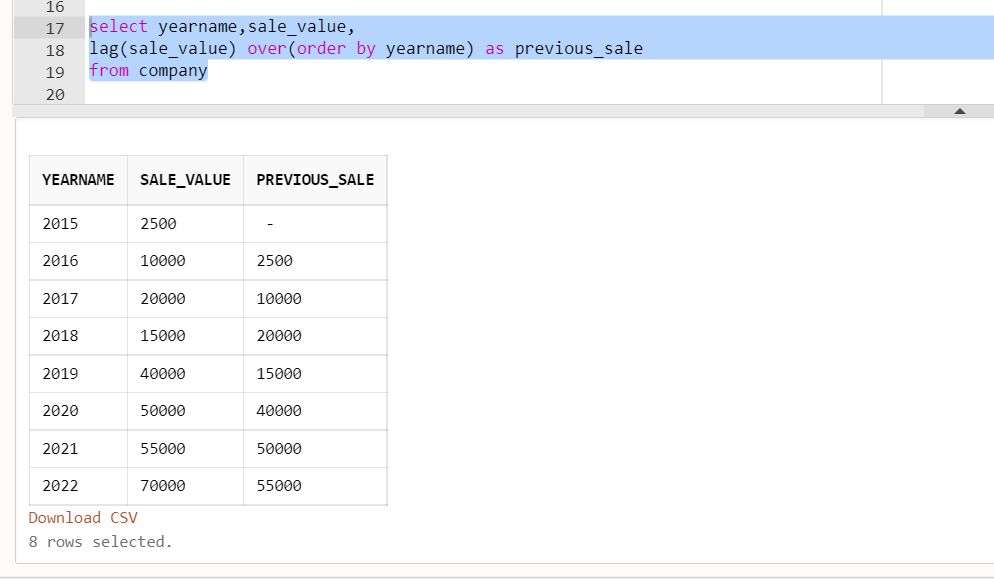 16
17 select yearname,sale_value,
18 lag(sale_value) over(order by yearname) as previous_sale
19 from company
20
YEARNAME SALE_VALUE PREVIOUS_SALE
2015 2500 -
2016 10000 2500
2017 20000 10000
2018 15000 20000
2019 40000 15000
2020 50000 40000
2021 55000 50000
2022 70000 55000
Download CSV
8 rows selected.